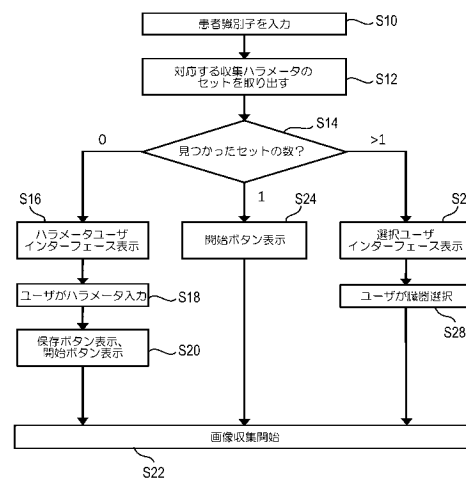 患者識別子を入力
S10
対応する収集ハラメータの
セットを取り出す
S12
S14
見つかったセットの数?
0
1
>1
S16
ハラメータユーザ
インターフェース表示
S24
開始ボタン表示
選択ユーザ
インターフェース表示
ユーザがハラメータ入力
S18
ユーザが臓器選択
S28
保存ボタン表示、
開始ボタン表示
S20
画像収集開始
S22